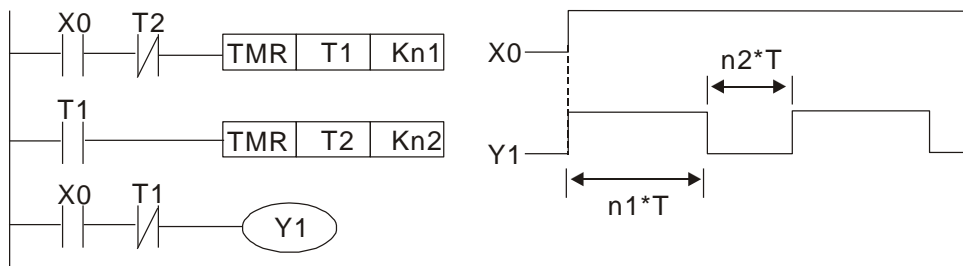 X0 T2
TMR T1 Kn1
T1
TMR T2 Kn2
X0 T1
Y1
X0
n2*T
Y1
n1*T